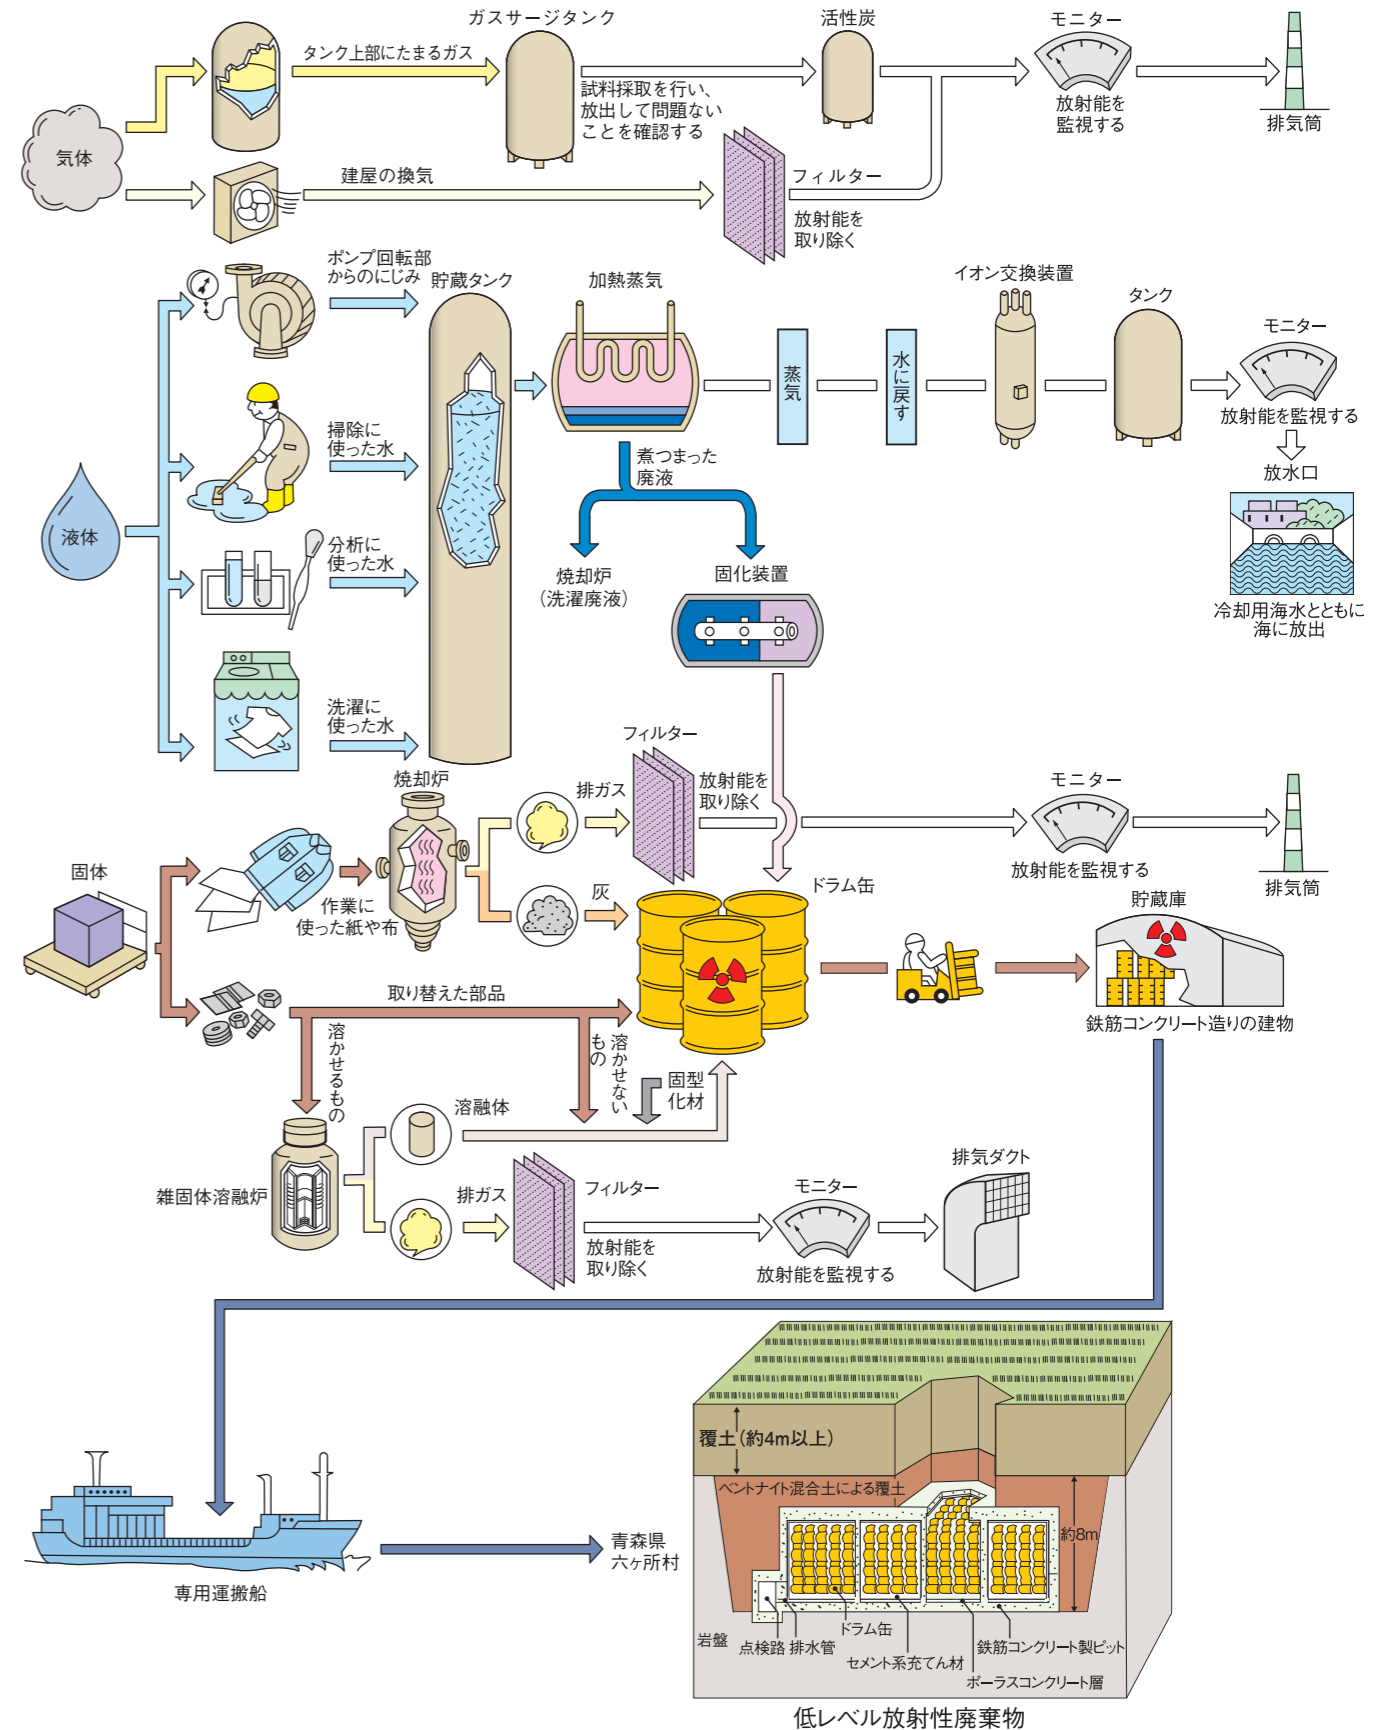 ガスサージタンク
活性炭
モニター
タンク上部にたまるガス
試料採取を行い、
放出して問題ない
ことを確認する
放射能を
監視する
排気筒
気体
建屋の換気
フィルター
放射能を
取り除く
ポンプ回転部
からのにじみ
貯蔵タンク
加熱蒸気
イオン交換装置
タンク
モニター
蒸気
水に戻す
放射能を監視する
掃除に
使った水
煮つまった
廃液
放水口
液体
分析に
使った水
焼却炉
（洗濯廃液）
固化装置
冷却用海水とともに
海に放出
洗濯に
使った水
フィルター
焼却炉
排ガス
放射能を
取り除く
モニター
放射能を監視する
排気筒
固体
作業に
使った紙や布
灰
ドラム缶
貯蔵庫
取り替えた部品
鉄筋コンクリート造りの建物
溶かせるもの
溶かせない
もの
固型
化材
溶融体
雑固体溶融炉
排ガス
フィルター
放射能を
取り除く
モニター
放射能を監視する
排気ダクト
覆土（約4m以上）
ベントナイト混合土による覆土
約8m
青森県
六ヶ所村
専用運搬船
岩盤
点検路
排水管
ドラム缶
セメント系充てん材
鉄筋コンクリート製ピット
ポーラスコンクリート層
低レベル放射性廃棄物